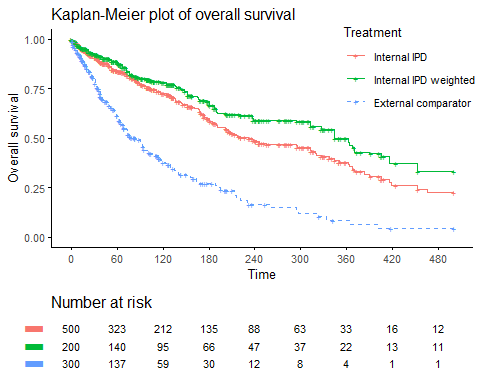 Kaplan-Meier plot of overall survival
Treatment
Internal IPD
Internal IPD weighted
External comparator
Overall survival
1.00
0.75
0.50
0.25
0.00
0 60 120 180 240 300 360 420 480
Time
Number at risk
500 323 212 135 88 63 33 16 12
200 140 95 66 47 37 22 13 11
300 137 59 30 12 8 4 1 1